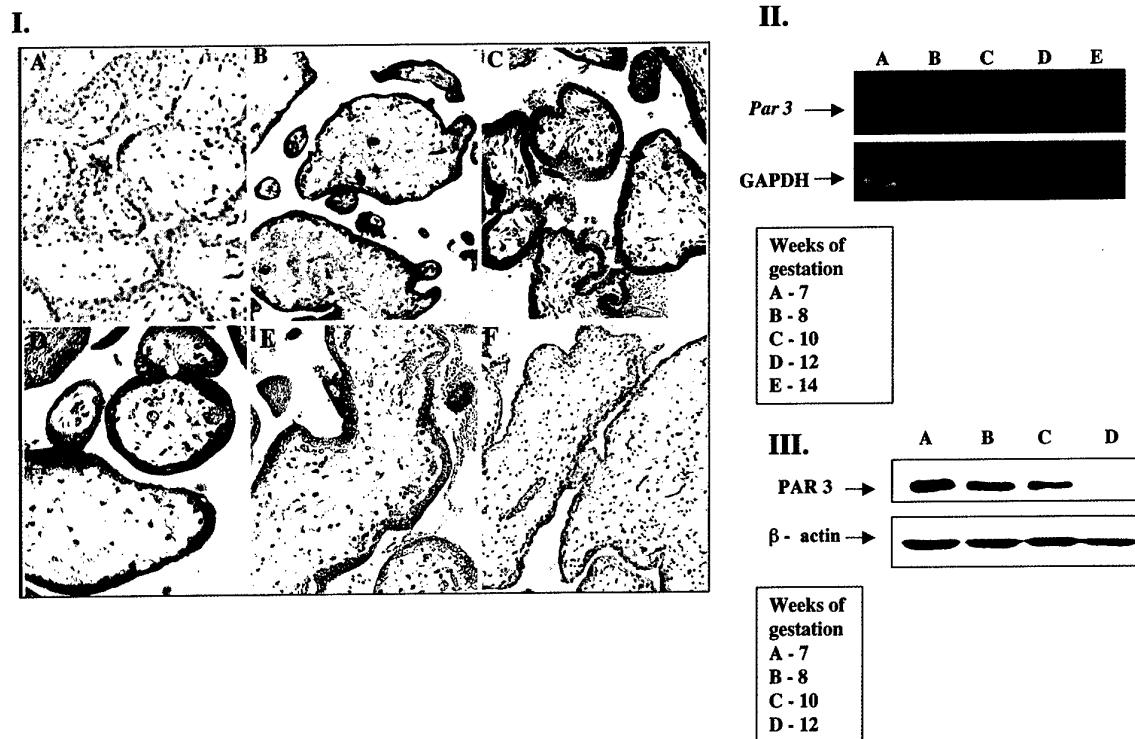 I.
A
B
C
D
E
F
II.
A B C D E
Par 3
GAPDH
Weeks of
gestation
A - 7
B - 8
C - 10
D - 12
E - 14
III.
A B C D
PAR 3
β - actin
Weeks of
gestation
A - 7
B - 8
C - 10
D - 12